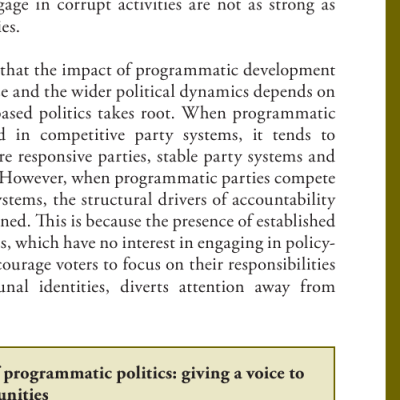 gage in corrupt activities are not as strong as
ies.
that the impact of programmatic development
e and the wider political dynamics depends on
ased politics takes root. When programmatic
d in competitive party systems, it tends to
re responsive parties, stable party systems and
However, when programmatic parties compete
stems, the structural drivers of accountability
ned. This is because the presence of established
s, which have no interest in engaging in policy-
courage voters to focus on their responsibilities
unal identities, diverts attention away from
programmatic politics: giving a voice to
unities